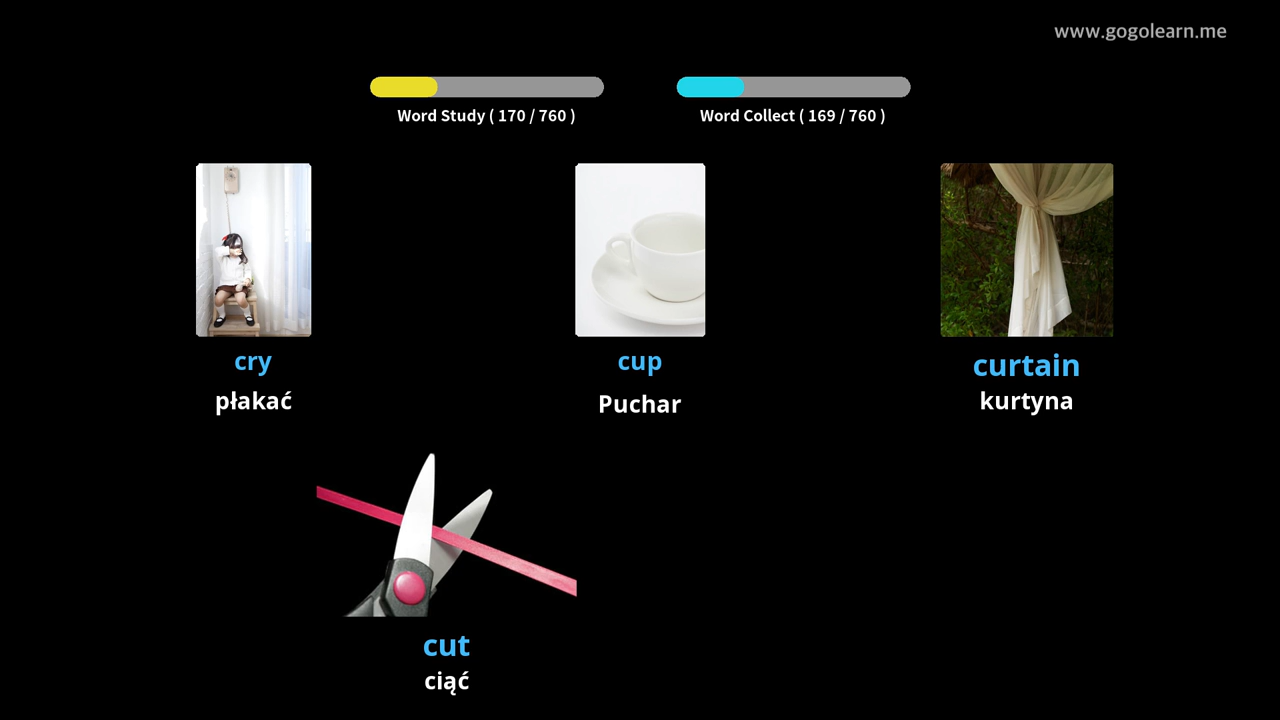 www.gogolearn.me
Word Study ( 170 / 760 )
Word Collect ( 169 / 760 )
cry
płakać
cup
Puchar
curtain
kurtyna
cut
ciąć